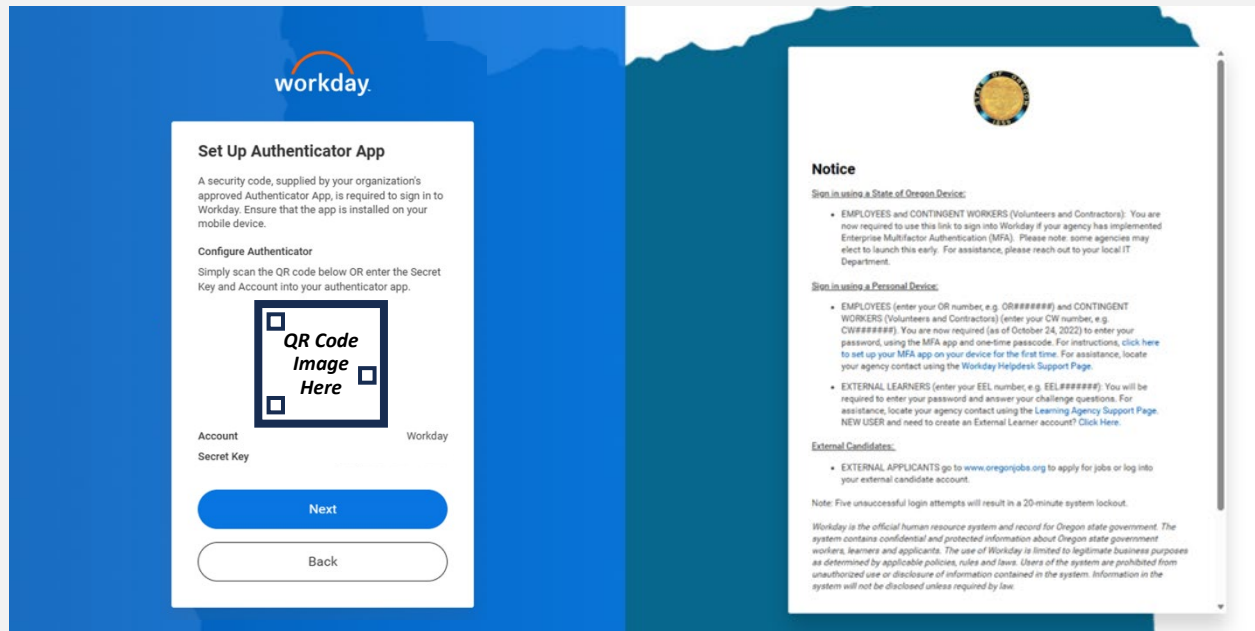 workday.
Set Up Authenticator App
A security code, supplied by your organization's
approved Authenticator App, is required to sign in to
Workday. Ensure that the app is installed on your
mobile device.
Configure Authenticator
Simply scan the QR code below OR enter the Secret
Key and Account into your authenticator app.
QR Code
Image
Here
Account Workday
Secret Key
Next
Back
STATE OF OREGON
1859
Notice
Sign in using a State of Oregon Device:
• EMPLOYEES and CONTINGENT WORKERS (Volunteers and Contractors): You are
now required to use this link to sign into Workday if your agency has implemented
Enterprise Multifactor Authentication (MFA). Please note: some agencies may
elect to launch this early. For assistance, please reach out to your local IT
Department.
Sign in using a Personal Device:
• EMPLOYEES (enter your OR number, e.g. OR#######) and CONTINGENT
WORKERS (Volunteers and Contractors) (enter your CW number, e.g.
CW#######). You are now required (as of October 24, 2022) to enter your
password, using the MFA app and one-time passcode. For instructions, click here
to set up your MFA app on your device for the first time. For assistance, locate
your agency contact using the Workday Helpdesk Support Page.
• EXTERNAL LEARNERS (enter your EEL number, e.g. EEL#######): You will be
required to enter your password and answer your challenge questions. For
assistance, locate your agency contact using the Learning Agency Support Page.
NEW USER and need to create an External Learner account? Click Here.
External Candidates:
• EXTERNAL APPLICANTS go to www.oregonjobs.org to apply for jobs or log into
your external candidate account.
Note: Five unsuccessful login attempts will result in a 20-minute system lockout.
Workday is the official human resource system and record for Oregon state government. The
system contains confidential and protected information about Oregon state government
workers, learners and applicants. The use of Workday is limited to legitimate business purposes
as determined by applicable policies, rules and laws. Users of the system are prohibited from
unauthorized use or disclosure of information contained in the system. Information in the
system will not be disclosed unless required by law.